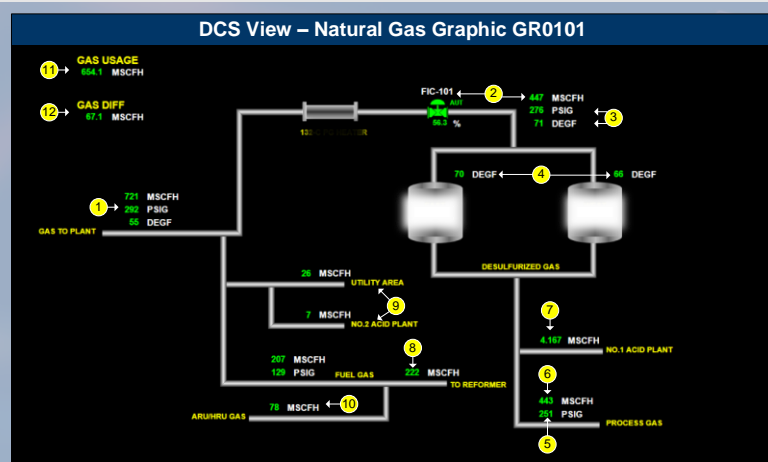 DCS View – Natural Gas Graphic GR0101
GAS USAGE
11 654.1 MSCFH
12 GAS DIFF
67.1 MSCFH
FIC-101 2 447 MSCFH
AUT 276 PSIG 3
56.3 % 71 DEGF
70 DEGF 4 66 DEGF
721 MSCFH
1 292 PSIG
55 DEGF
GAS TO PLANT
DESULFURIZED GAS
26 MSCFH
UTILITY AREA
9
7 MSCFH
NO.2 ACID PLANT
7
4.167 MSCFH
NO.1 ACID PLANT
8
207 MSCFH
129 PSIG FUEL GAS 222 MSCFH
TO REFORMER
6
443 MSCFH
251 PSIG
PROCESS GAS
5
78 MSCFH 10
ARU/HRU GAS